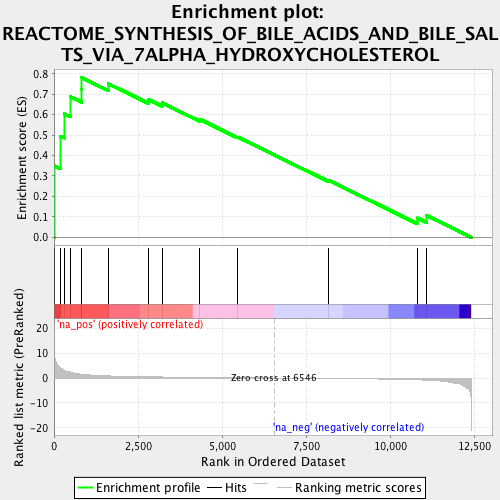 Enrichment plot:
REACTOME_SYNTHESIS_OF_BILE_ACIDS_AND_BILE_SAL
TS_VIA_7ALPHA_HYDROXYCHOLESTEROL
Enrichment score (ES)
0.8
0.7
0.6
0.5
0.4
0.3
0.2
0.1
0.0
'na_pos' (positively correlated)
Ranked list metric (PreRanked)
20
10
0
-10
-20
Zero cross at 6546
'na_neg' (negatively correlated)
0
2,500
5,000
7,500
10,000
12,500
Rank in Ordered Dataset
Enrichment profile
Hits
Ranking metric scores